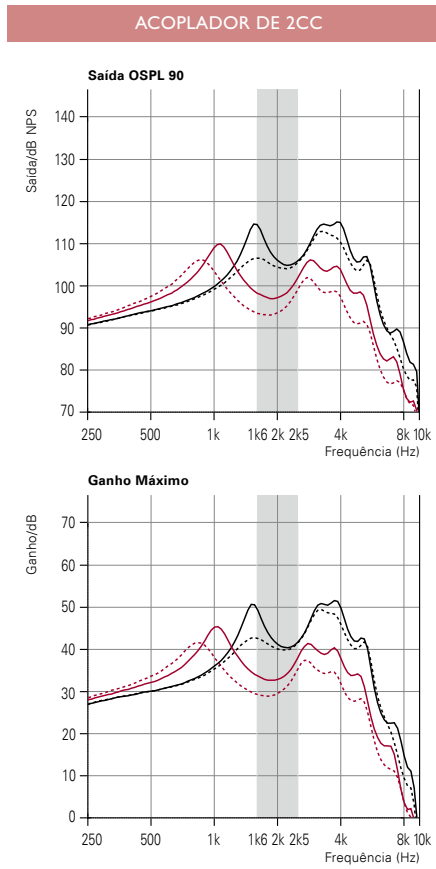 ACOPLADOR DE 2CC
Saída OSPL 90
Saída/dB NPS
140
130
120
110
100
90
80
70
250 500 1k 1k6 2k 2k5 4k 8k 10k
Frequência (Hz)
Ganho Máximo
Ganho/dB
70
60
50
40
30
20
10
0
250 500 1k 1k6 2k 2k5 4k 8k 10k
Frequência (Hz)